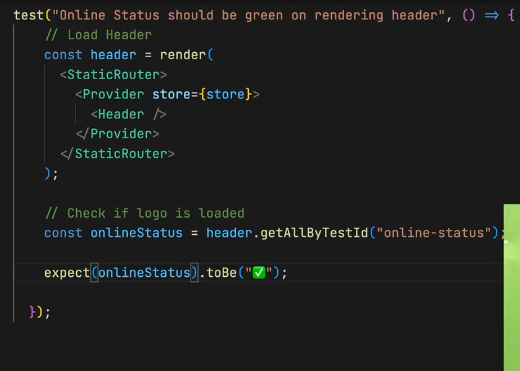 test("Online Status should be green on rendering header", () => {
// Load Header
const header = render(
<StaticRouter>
<Provider store={store}>
<Header />
</Provider>
</StaticRouter>
);
// Check if logo is loaded
const onlineStatus = header.getAllByTestId("online-status");
expect(onlineStatus).toBe("✅");
});